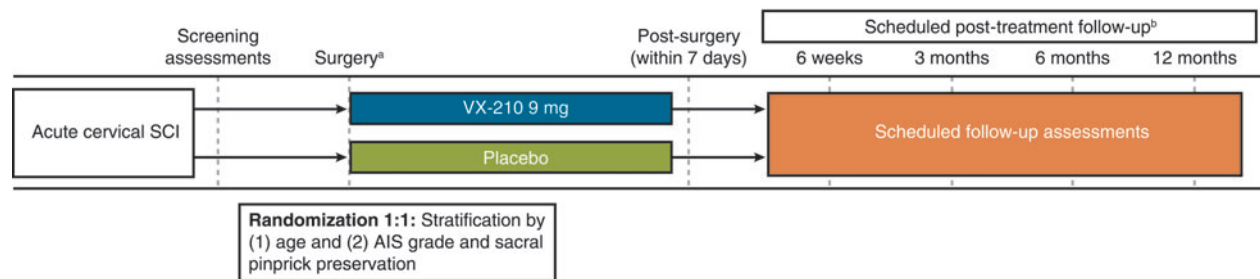 Scheduled post-treatment follow-upᵇ
Screening
assessments
Surgeryᵃ
Post-surgery
(within 7 days)
6 weeks
3 months
6 months
12 months
Acute cervical SCI
VX-210 9 mg
Placebo
Scheduled follow-up assessments
Randomization 1:1: Stratification by
(1) age and (2) AIS grade and sacral
pinprick preservation